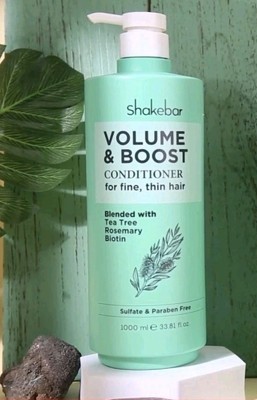 Shakebar
VOLUME
& BOOST
CONDITIONER
for fine, thin hair
Blended with
Tea Tree
Rosemary
Biotin
Sulfate & Paraben Free
1000 ml ℮ 33.81 fl. oz